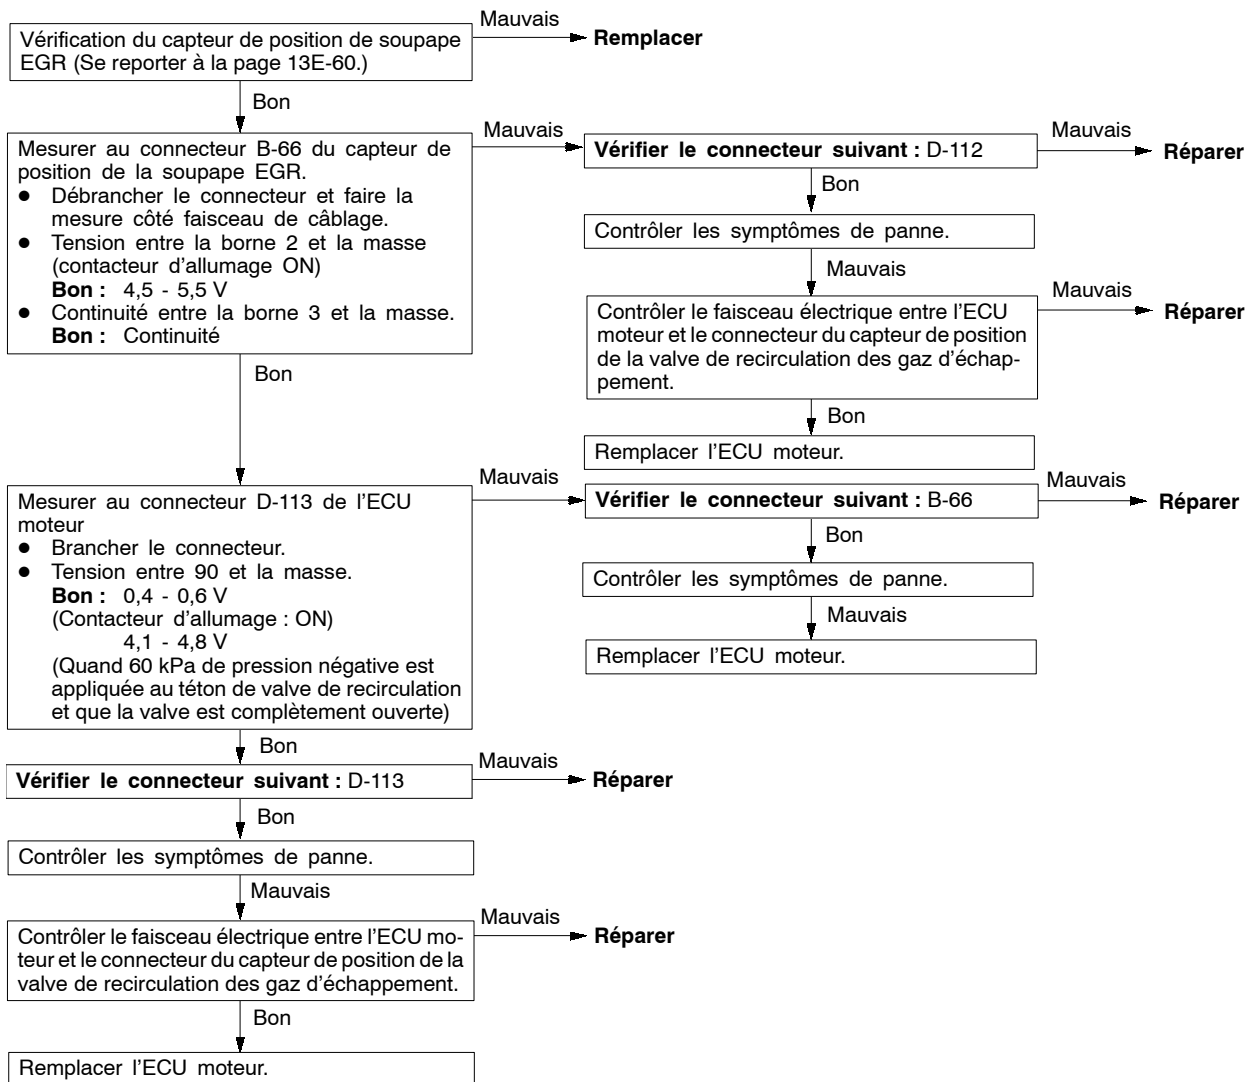 Mauvais
Vérification du capteur de position de soupape
EGR (Se reporter à la page 13E-60.)
Remplacer
Bon
Mauvais
Mesurer au connecteur B-66 du capteur de
position de la soupape EGR.
● Débrancher le connecteur et faire la
mesure côté faisceau de câblage.
● Tension entre la borne 2 et la masse
(contacteur d'allumage ON)
Bon : 4,5 - 5,5 V
● Continuité entre la borne 3 et la masse.
Bon : Continuité
Vérifier le connecteur suivant : D-112
Mauvais
Réparer
Bon
Contrôler les symptômes de panne.
Mauvais
Contrôler le faisceau électrique entre l'ECU
moteur et le connecteur du capteur de position
de la valve de recirculation des gaz d'échap-
pement.
Mauvais
Réparer
Bon
Remplacer l'ECU moteur.
Bon
Mesurer au connecteur D-113 de l'ECU
moteur
● Brancher le connecteur.
● Tension entre 90 et la masse.
Bon : 0,4 - 0,6 V
(Contacteur d'allumage : ON)
4,1 - 4,8 V
(Quand 60 kPa de pression négative est
appliquée au téton de valve de recirculation
et que la valve est complètement ouverte)
Mauvais
Vérifier le connecteur suivant : B-66
Mauvais
Réparer
Bon
Contrôler les symptômes de panne.
Mauvais
Remplacer l'ECU moteur.
Bon
Vérifier le connecteur suivant : D-113
Mauvais
Réparer
Bon
Contrôler les symptômes de panne.
Mauvais
Contrôler le faisceau électrique entre l'ECU mo-
teur et le connecteur du capteur de position de la
valve de recirculation des gaz d'échappement.
Mauvais
Réparer
Bon
Remplacer l'ECU moteur.